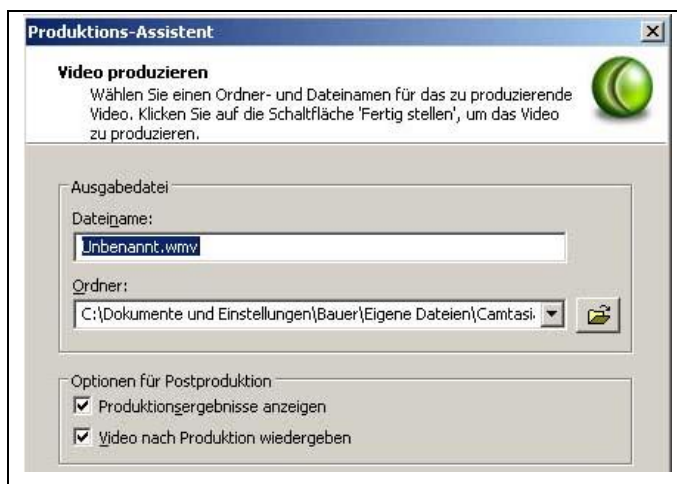 Produktions-Assistent
Video produzieren
Wählen Sie einen Ordner- und Dateinamen für das zu produzierende
Video. Klicken Sie auf die Schaltfläche 'Fertig stellen', um das Video
zu produzieren.
Ausgabedatei
Dateiname:
Unbenannt.wmv
Ordner:
C:\Dokumente und Einstellungen\Bauer\Eigene Dateien\Camtasi
Optionen für Postproduktion
Produktionsergebnisse anzeigen
Video nach Produktion wiedergeben